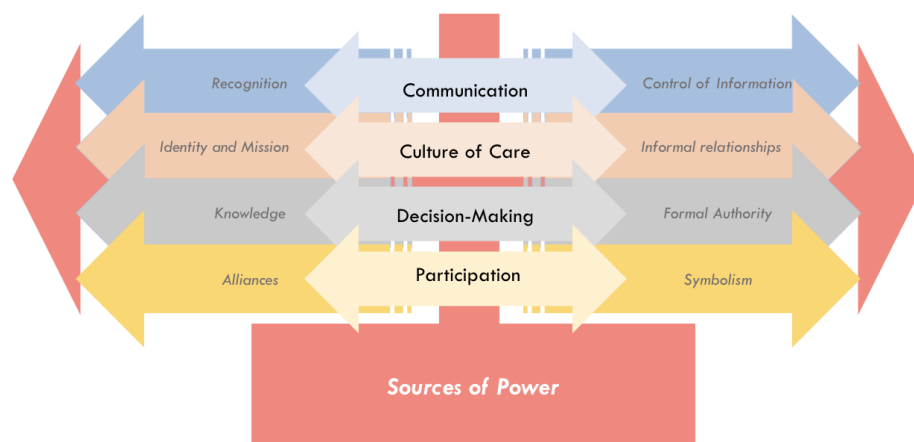 Recognition
Communication
Control of Information
Identity and Mission
Culture of Care
Informal relationships
Knowledge
Decision-Making
Formal Authority
Alliances
Participation
Symbolism
Sources of Power